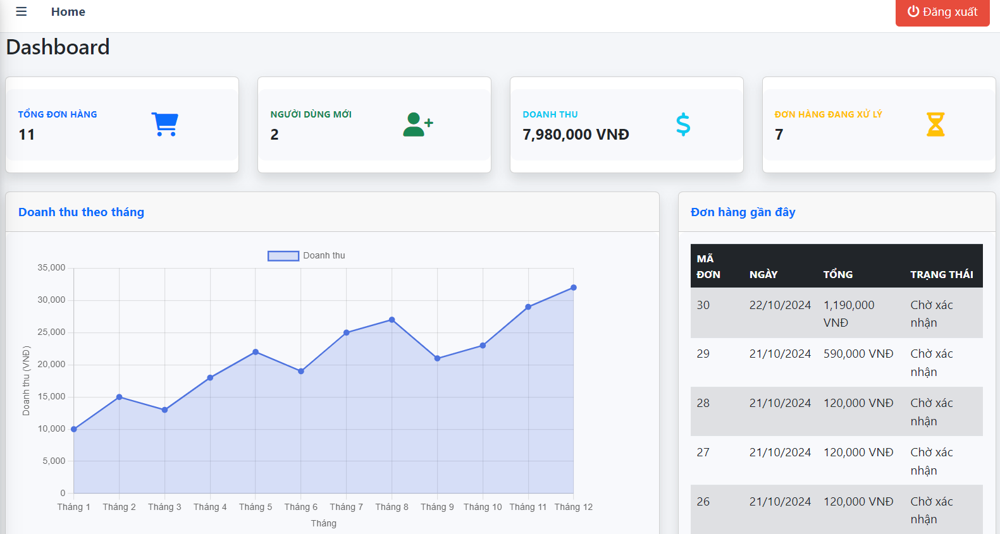 Home
Đăng xuất
Dashboard
TỔNG ĐƠN HÀNG
11
NGƯỜI DÙNG MỚI
2
DOANH THU
7,980,000 VNĐ
ĐƠN HÀNG ĐANG XỬ LÝ
7
Doanh thu theo tháng
Doanh thu
35,000
30,000
25,000
20,000
15,000
10,000
5,000
0
Doanh thu (VNĐ)
Tháng 1 Tháng 2 Tháng 3 Tháng 4 Tháng 5 Tháng 6 Tháng 7 Tháng 8 Tháng 9 Tháng 10 Tháng 11 Tháng 12
Tháng
Đơn hàng gần đây
MÃ
ĐƠN NGÀY TỔNG TRẠNG THÁI
30 22/10/2024 1,190,000 Chờ xác
VNĐ nhận
29 21/10/2024 590,000 VNĐ Chờ xác
nhận
28 21/10/2024 120,000 VNĐ Chờ xác
nhận
27 21/10/2024 120,000 VNĐ Chờ xác
nhận
26 21/10/2024 120,000 VNĐ Chờ xác
nhận